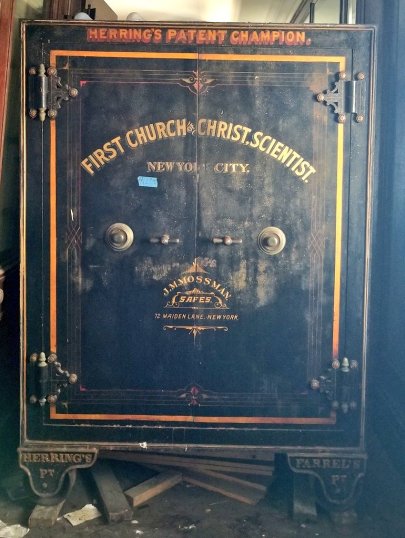 HERRING'S PATENT CHAMPION.
FIRST CHURCH of CHRIST, SCIENTIST,
NEW YORK CITY.
J.M. MOSSMAN
SAFES.
72 MAIDEN LANE, NEW YORK.
HERRING'S
PT.
FARREL'S
PT